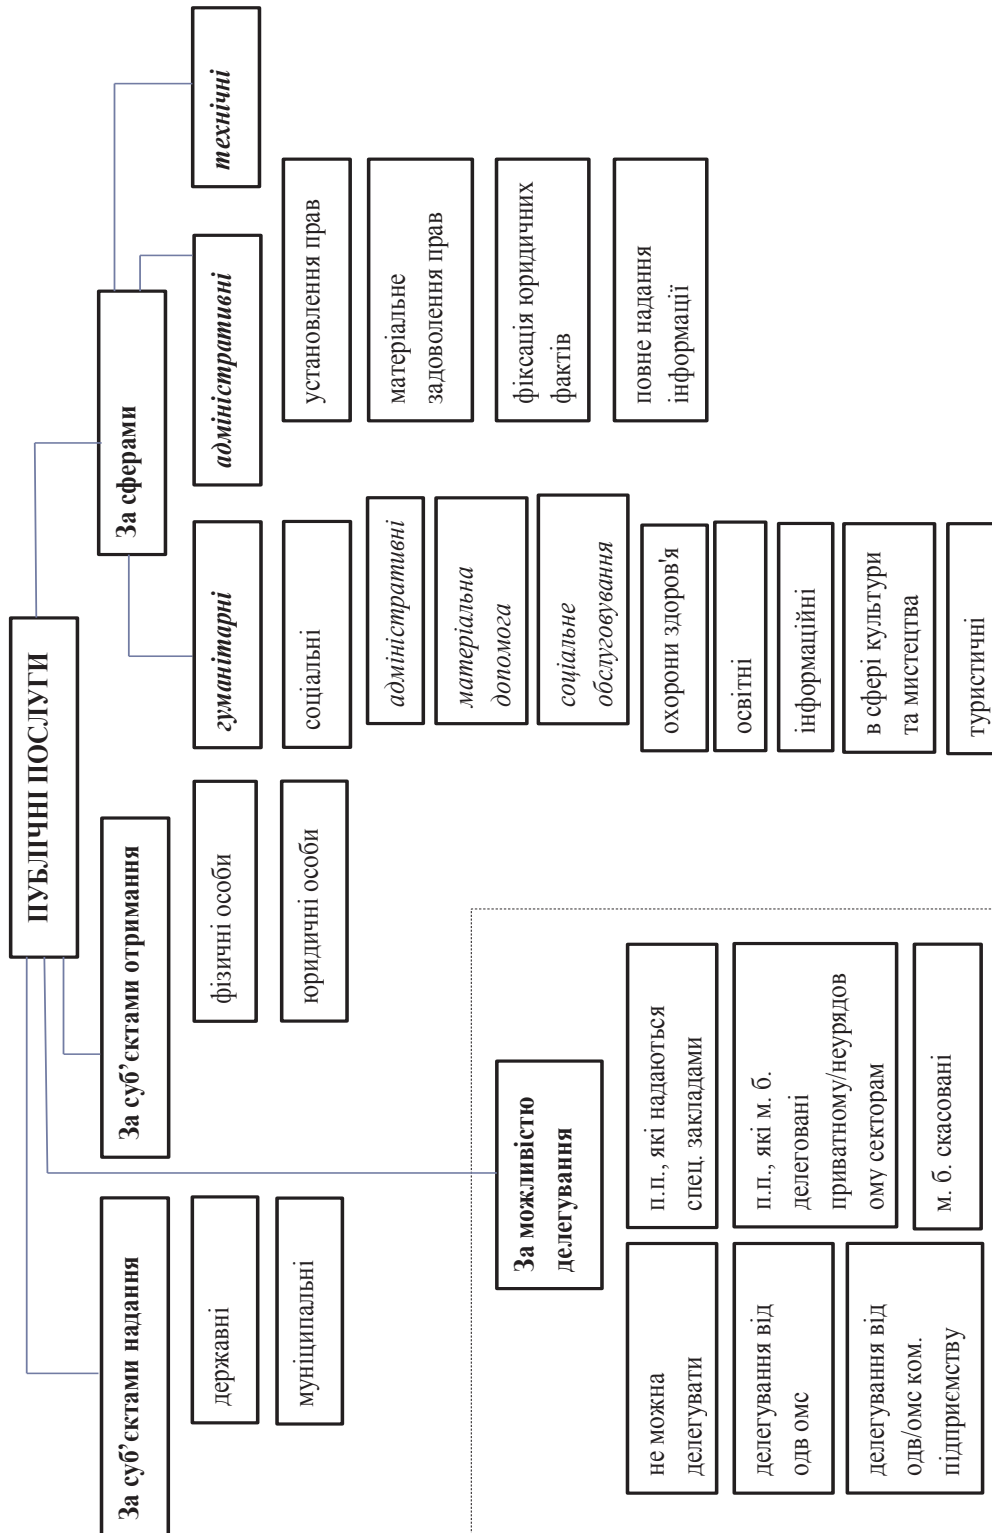 ПУБЛІЧНІ ПОСЛУГИ
За суб’єктами надання
державні
муніципальні
За суб’єктами отримання
фізичні особи
юридичні особи
За сферами
гуманітарні
соціальні
адміністративні
матеріальна
допомога
соціальне
обслуговування
охорони здоров'я
освітні
інформаційні
в сфері культури
та мистецтва
туристичні
адміністративні
установлення прав
матеріальне
задоволення прав
фіксація юридичних
фактів
повне надання
інформації
технічні
За можливістю
делегування
не можна
делегувати
делегування від
одв омс
делегування від
одв/омс ком.
підприємству
п.п., які надаються
спец. закладами
п.п., які м. б.
делеговані
приватному/неурядов
ому секторам
м. б. скасовані